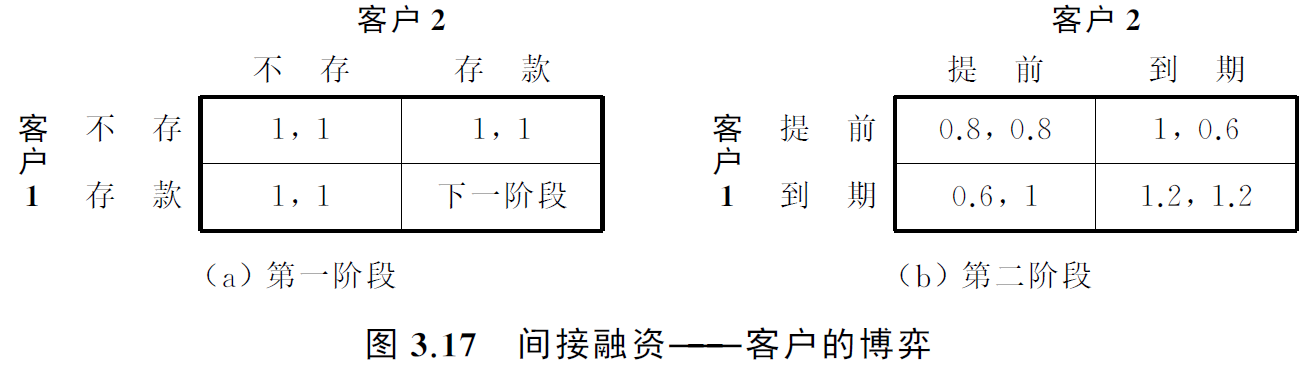 客户2 客户2
不 存 存 款 提 前 到 期
客户1 不 存 1，1 1，1 客户1 提 前 0.8，0.8 1，0.6
存 款 1，1 下一阶段 到 期 0.6，1 1.2，1.2
（a）第一阶段 （b）第二阶段
图 3.17 间接融资——客户的博弈